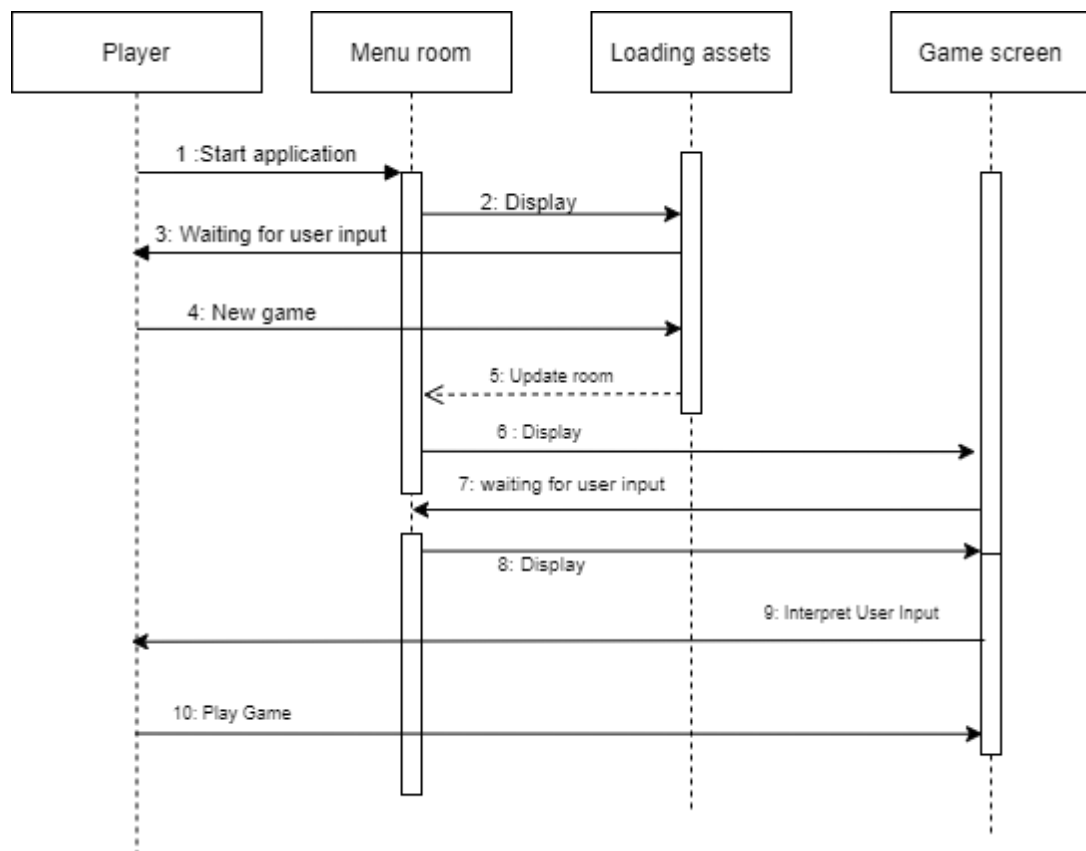 Player
Menu room
Loading assets
Game screen
1 :Start application
2: Display
3: Waiting for user input
4: New game
5: Update room
6 : Display
7: waiting for user input
8: Display
9: Interpret User Input
10: Play Game